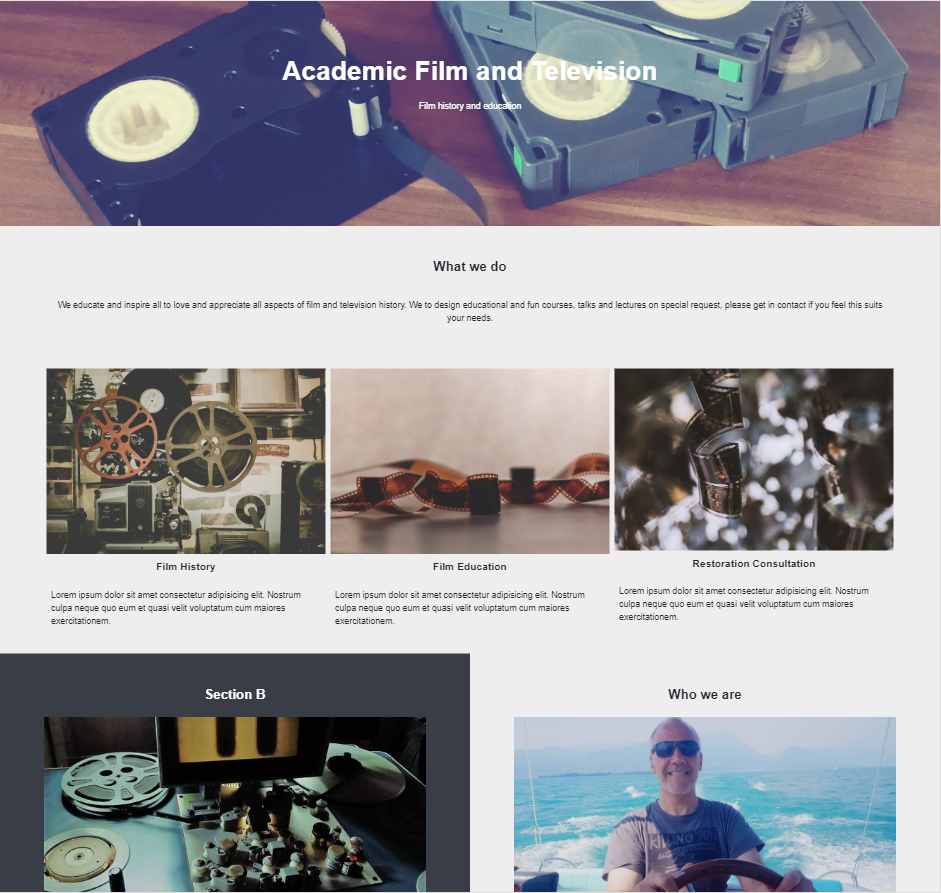 Academic Film and Television
Film history and education
What we do
We educate and inspire all to love and appreciate all aspects of film and television history. We to design educational and fun courses, talks and lectures on special request, please get in contact if you feel this suits
your needs.
Film History
Lorem ipsum dolor sit amet consectetur adipisicing elit. Nostrum
culpa neque quo eum et quasi velit voluptatum cum maiores
exercitationem.
Film Education
Lorem ipsum dolor sit amet consectetur adipisicing elit. Nostrum
culpa neque quo eum et quasi velit voluptatum cum maiores
exercitationem.
Restoration Consultation
Lorem ipsum dolor sit amet consectetur adipisicing elit. Nostrum
culpa neque quo eum et quasi velit voluptatum cum maiores
exercitationem.
Section B
Who we are